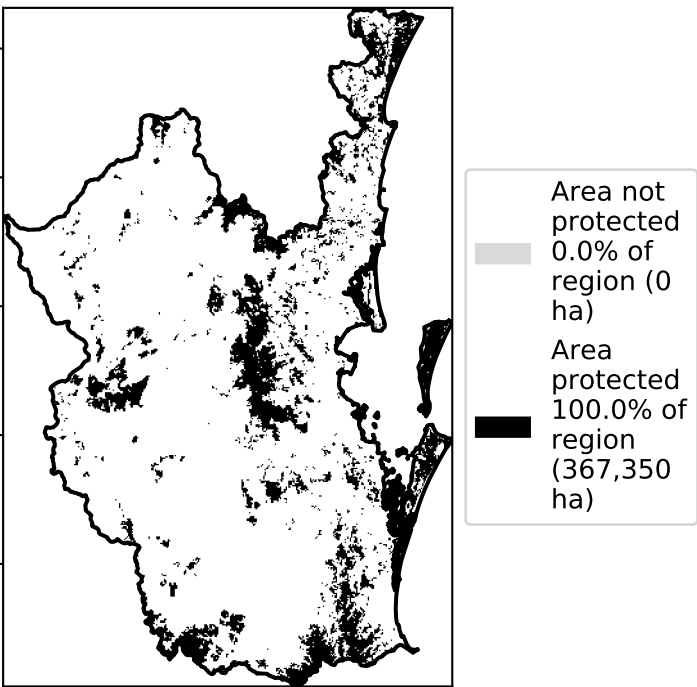 Area not
protected
0.0% of
region (0
ha)
Area
protected
100.0% of
region
(367,350
ha)